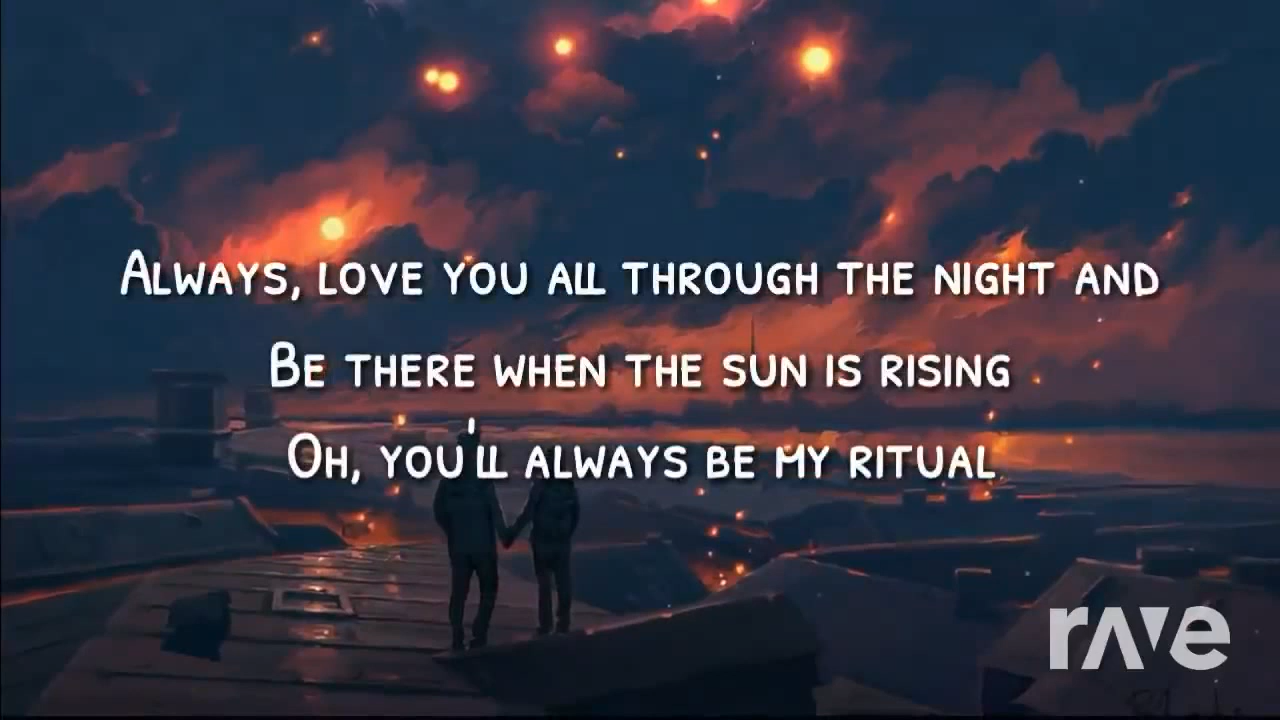 Always, love you all through the night and
Be there when the sun is rising
Oh, you'll always be my ritual
rave